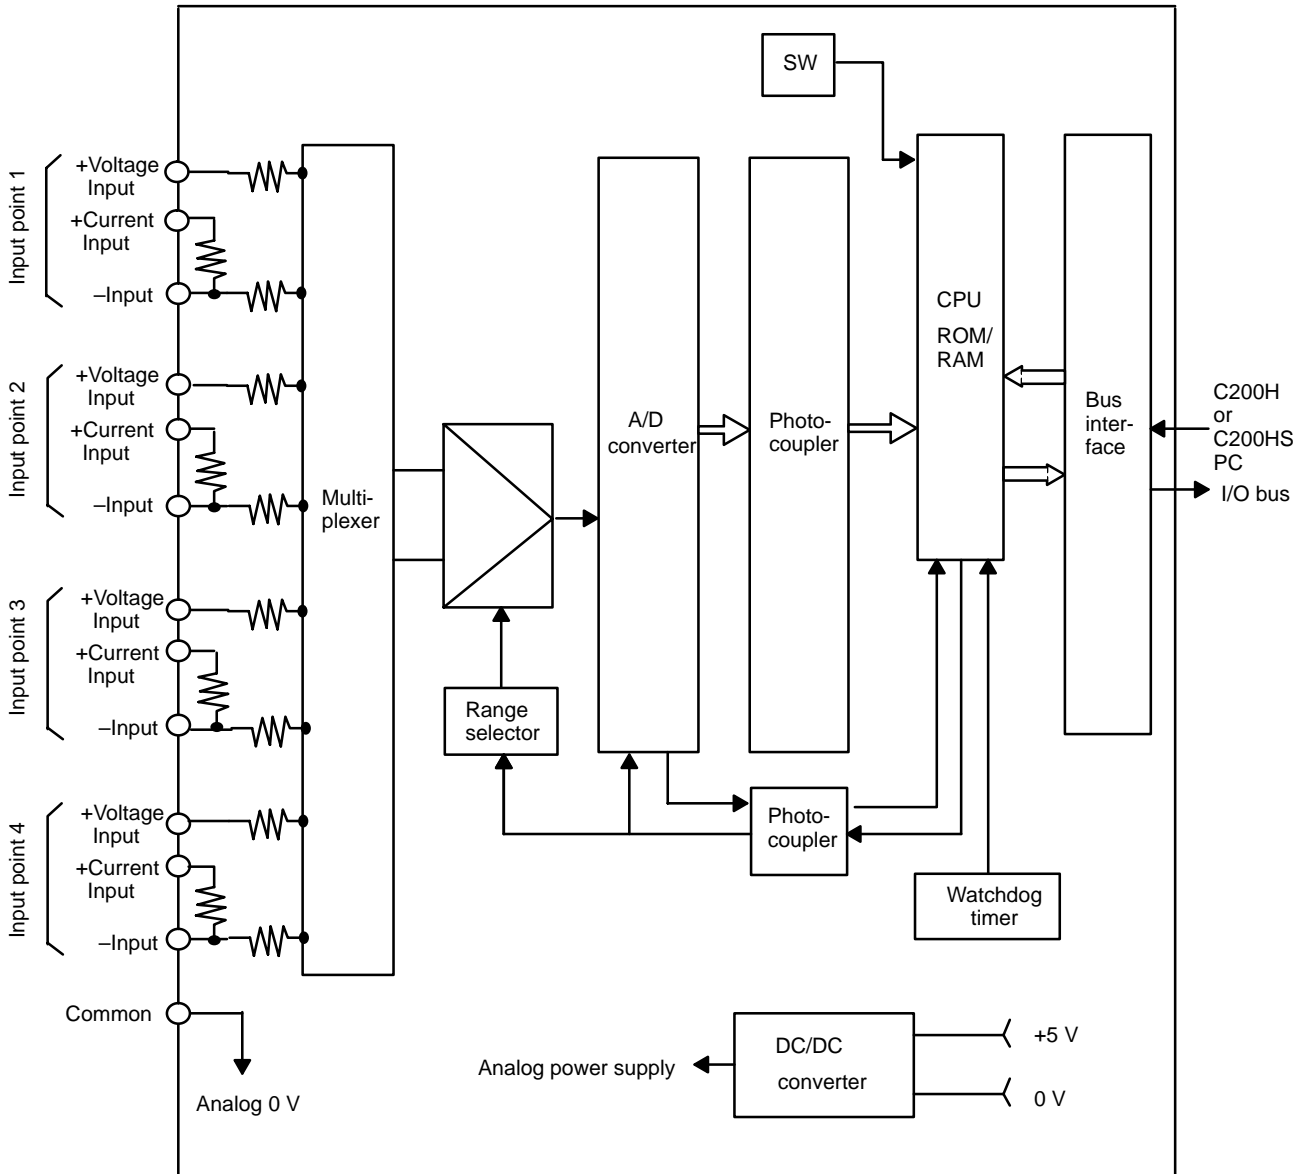 SW
Input point 1
+Voltage
Input
+Current
Input
–Input
Input point 2
+Voltage
Input
+Current
Input
–Input
Input point 3
+Voltage
Input
+Current
Input
–Input
Input point 4
+Voltage
Input
+Current
Input
–Input
Common
Analog 0 V
Multi-
plexer
Range
selector
A/D
converter
Photo-
coupler
Photo-
coupler
CPU
ROM/
RAM
Watchdog
timer
Bus
inter-
face
C200H
or
C200HS
PC
I/O bus
Analog power supply
DC/DC
converter
+5 V
0 V